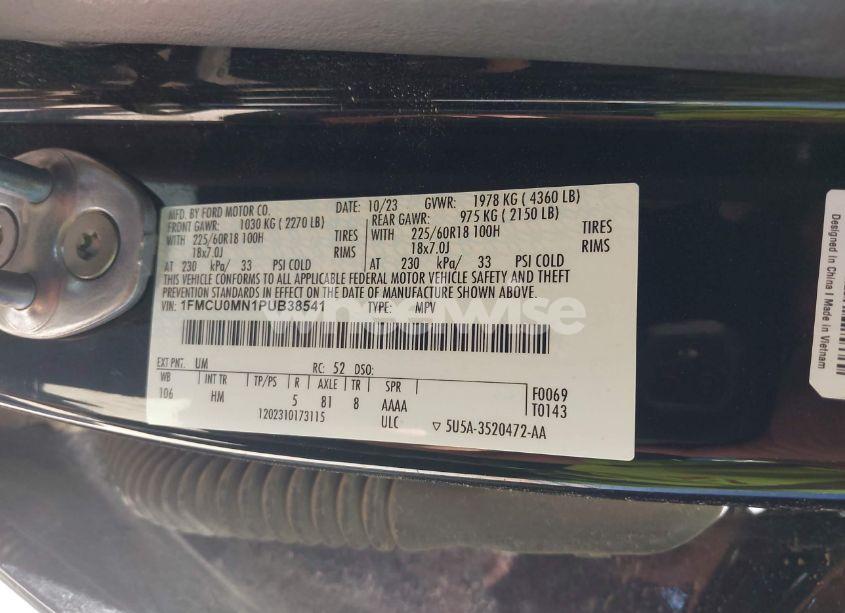 MFD. BY FORD MOTOR CO.
DATE: 10/23 GVWR: 1978 KG ( 4360 LB)
FRONT GAWR: 1030 KG ( 2270 LB) REAR GAWR: 975 KG ( 2150 LB)
WITH 225/60R18 100H TIRES WITH 225/60R18 100H TIRES
18x7.0J RIMS 18x7.0J RIMS
AT 230 kPa/ 33 PSI COLD AT 230 kPa/ 33 PSI COLD
THIS VEHICLE CONFORMS TO ALL APPLICABLE FEDERAL MOTOR VEHICLE SAFETY AND THEFT
PREVENTION STANDARDS IN EFFECT ON THE DATE OF MANUFACTURE SHOWN ABOVE.
VIN: 1FMCU0MN1PUB38541 TYPE: MPV
wheelwise
EXT PNT: UM RC: 52 DSO:
WB INT TR TP/PS R AXLE TR SPR
106 HM 5 81 8 AAAA
F0069
T0143
1202310173115 ULC ▽ 5U5A-3520472-AA
Designed in
in China | Made in Vietnam